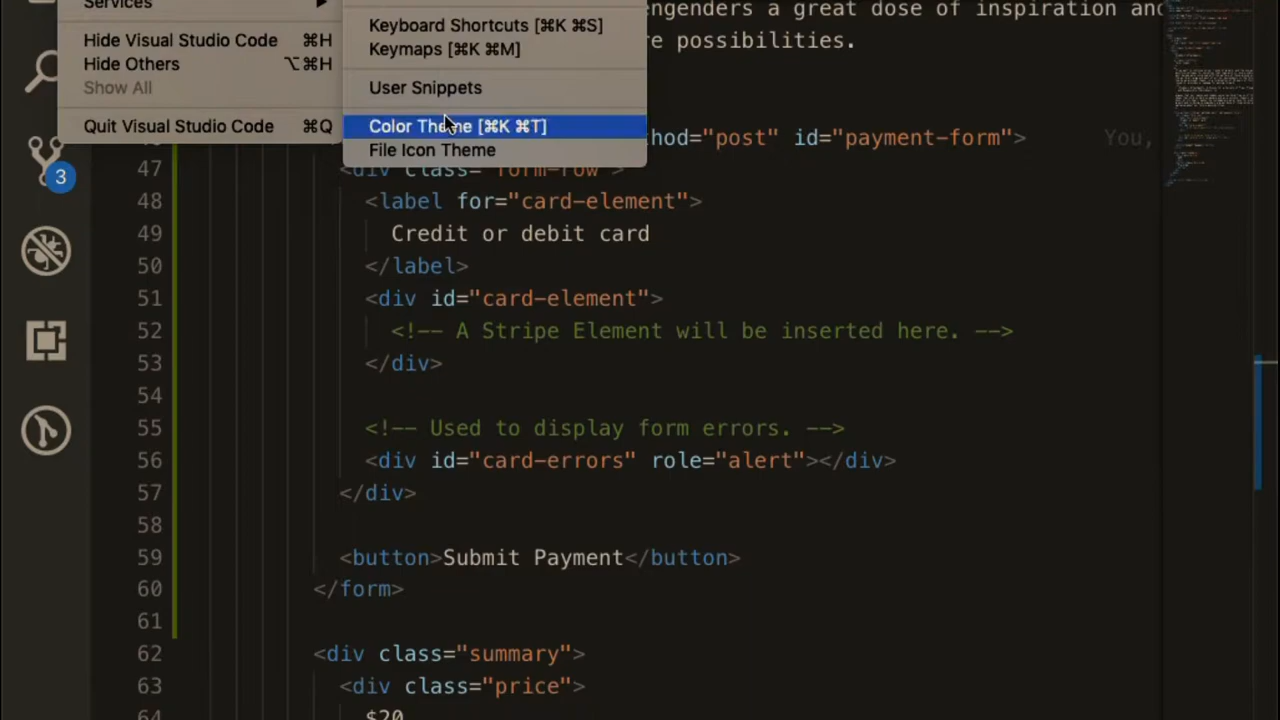 Services
Hide Visual Studio Code ⌘H
Hide Others ⌥⌘H
Show All
Quit Visual Studio Code ⌘Q
Keyboard Shortcuts [⌘K ⌘S]
Keymaps [⌘K ⌘M]
User Snippets
Color Theme [⌘K ⌘T]
File Icon Theme
engenders a great dose of inspiration and
possibilities.
="post" id="payment-form"> You,
3
47 <div class="form-row">
48 <label for="card-element">
49 Credit or debit card
50 </label>
51 <div id="card-element">
52 <!-- A Stripe Element will be inserted here. -->
53 </div>
54
55 <!-- Used to display form errors. -->
56 <div id="card-errors" role="alert"></div>
57 </div>
58
59 <button>Submit Payment</button>
60 </form>
61
62 <div class="summary">
63 <div class="price">
64 $20